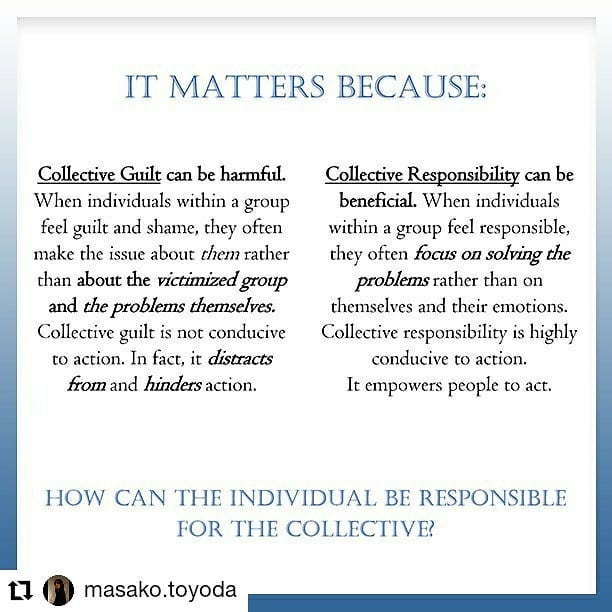 IT MATTERS BECAUSE:
Collective Guilt can be harmful.
When individuals within a group
feel guilt and shame, they often
make the issue about them rather
than about the victimized group
and the problems themselves.
Collective guilt is not conducive
to action. In fact, it distracts
from and hinders action.
Collective Responsibility can be
beneficial. When individuals
within a group feel responsible,
they often focus on solving the
problems rather than on
themselves and their emotions.
Collective responsibility is highly
conducive to action.
It empowers people to act.
HOW CAN THE INDIVIDUAL BE RESPONSIBLE
FOR THE COLLECTIVE?
masako.toyoda